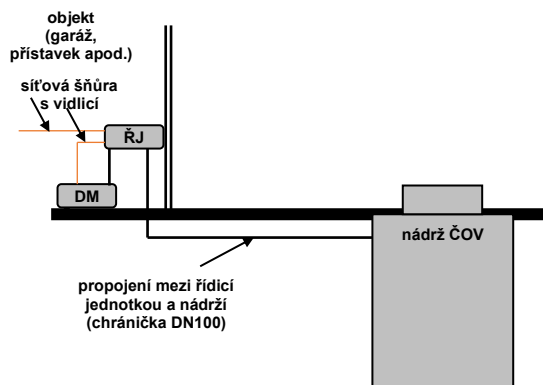 objekt
(garáž,
přístavek apod.)
síťová šňůra
s vidlicí
ŘJ
DM
nádrž ČOV
propojení mezi řídicí
jednotkou a nádrží
(chránička DN100)